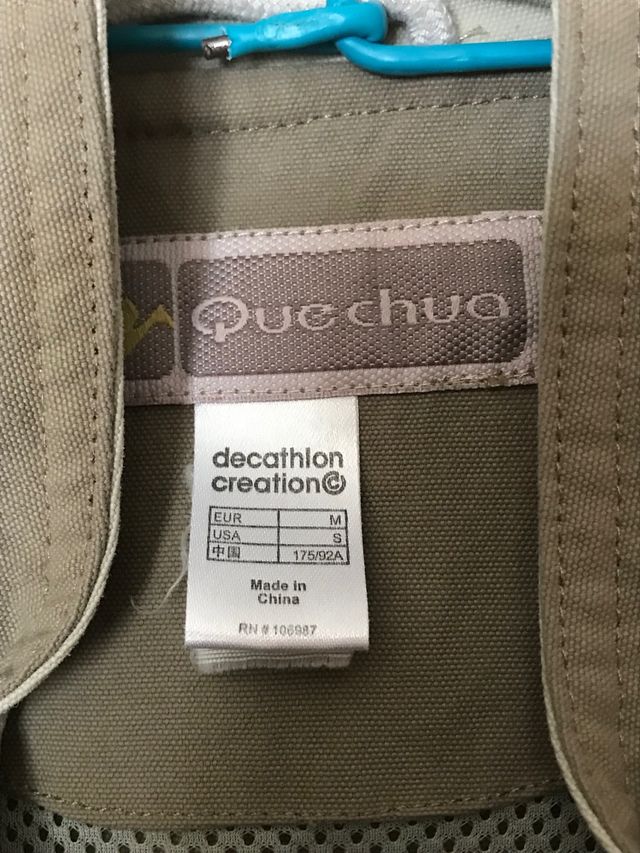 Quechua
decathlon
creation©
EUR M
USA S
中国 175/92A
Made in
China
RN # 106987